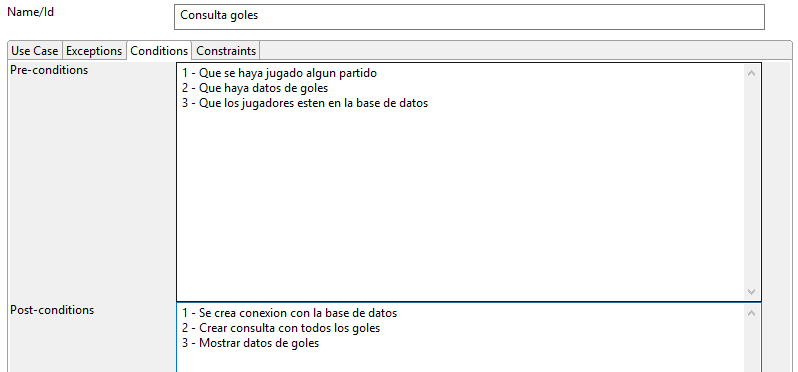 Name/Id
Consulta goles
Use Case Exceptions Conditions Constraints
Pre-conditions
1 - Que se haya jugado algun partido
2 - Que haya datos de goles
3 - Que los jugadores esten en la base de datos
Post-conditions
1 - Se crea conexion con la base de datos
2 - Crear consulta con todos los goles
3 - Mostrar datos de goles